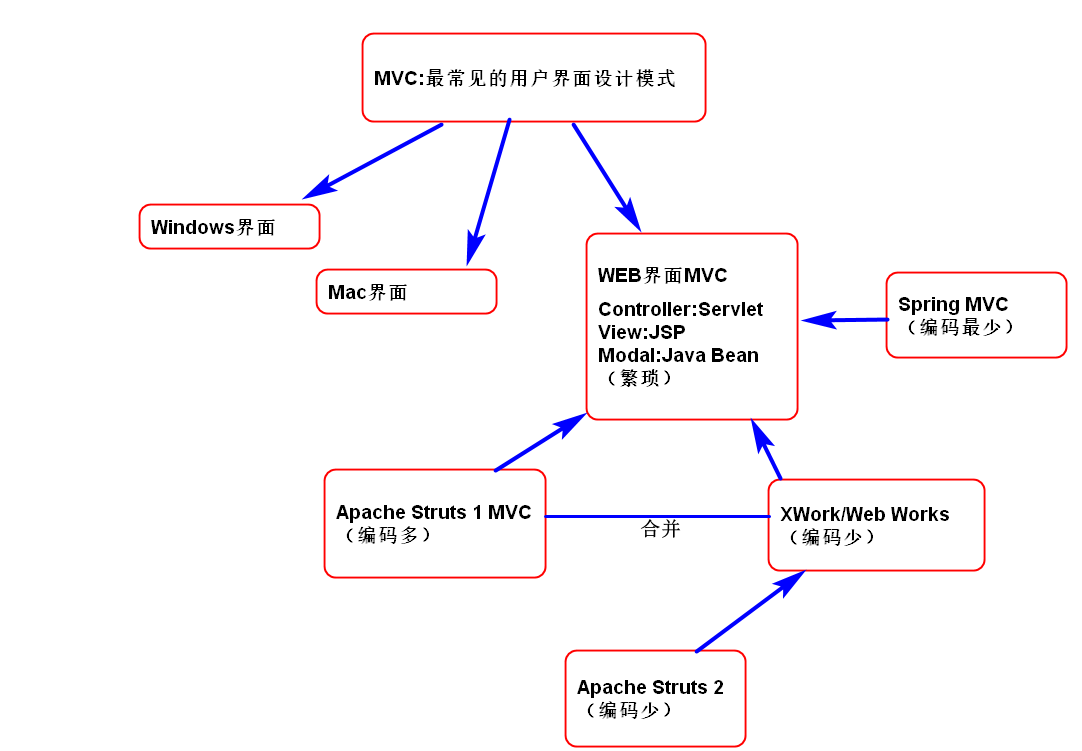 MVC:最常见的用户界面设计模式
Windows界面
Mac界面
WEB界面MVC
Controller:Servlet
View:JSP
Modal:Java Bean
（繁琐）
Spring MVC
（编码最少）
Apache Struts 1 MVC
（编码多）
合并
XWork/Web Works
（编码少）
Apache Struts 2
（编码少）